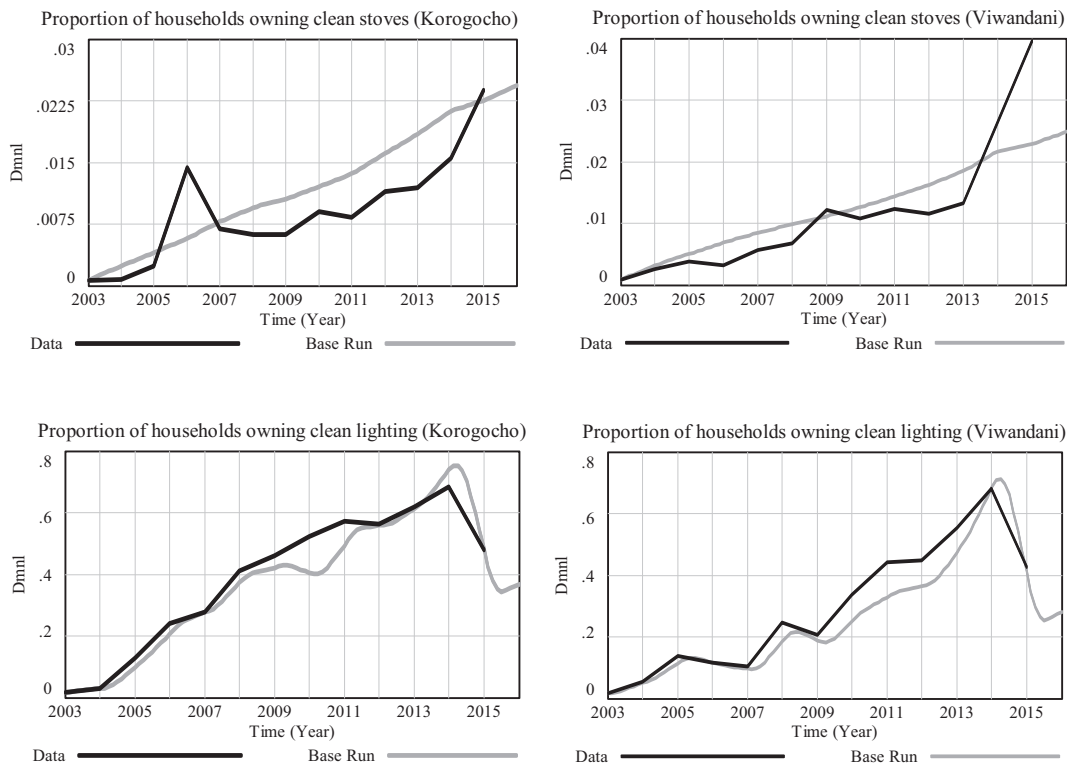 Proportion of households owning clean stoves (Korogocho)
.03
.0225
.015
.0075
0
Dmnl
2003 2005 2007 2009 2011 2013 2015
Time (Year)
Data Base Run
Proportion of households owning clean stoves (Viwandani)
.04
.03
.02
.01
0
Dmnl
2003 2005 2007 2009 2011 2013 2015
Time (Year)
Data Base Run
Proportion of households owning clean lighting (Korogocho)
.8
.6
.4
.2
0
Dmnl
2003 2005 2007 2009 2011 2013 2015
Time (Year)
Data Base Run
Proportion of households owning clean lighting (Viwandani)
.8
.6
.4
.2
0
Dmnl
2003 2005 2007 2009 2011 2013 2015
Time (Year)
Data Base Run